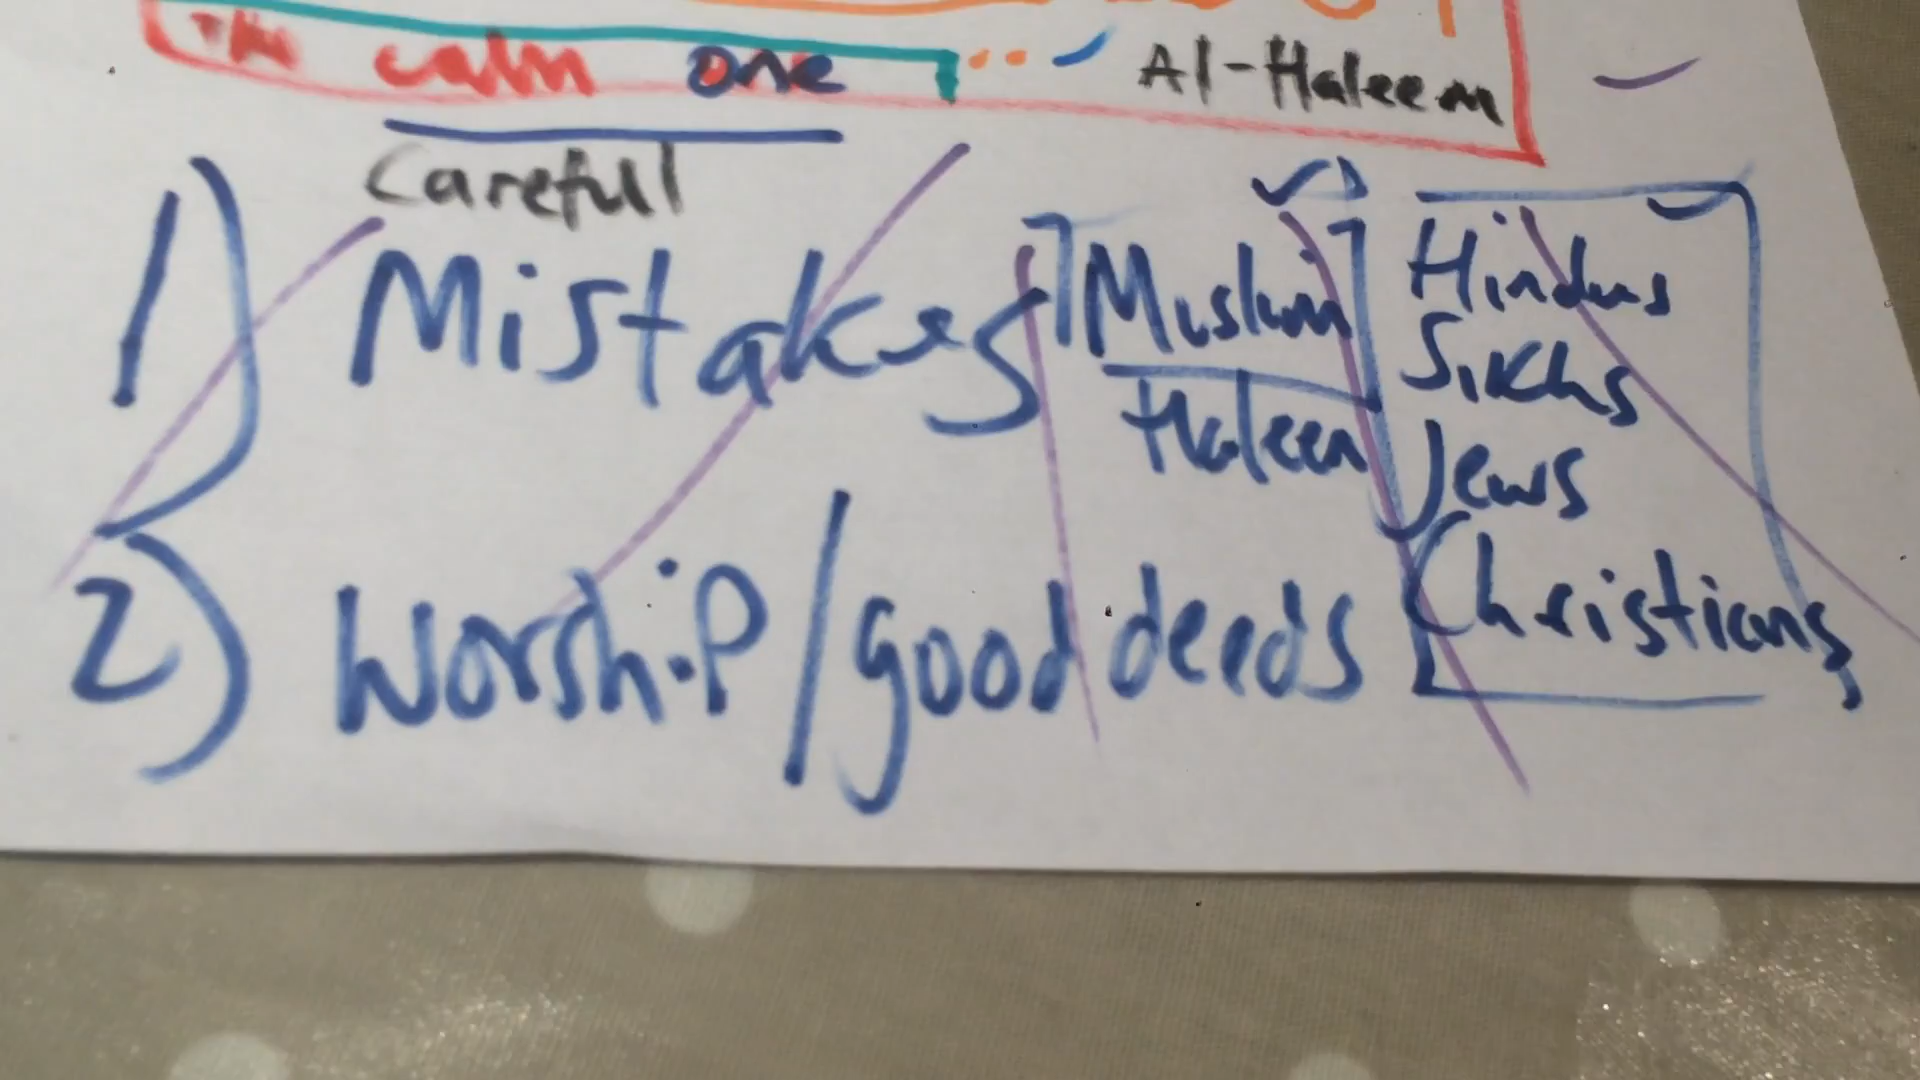 The calm one Al-Haleem
Careful
1) Mistakes
Muslim
Haleem
Hindus
Sikhs
Jews
Christians
2) Worship/good deeds